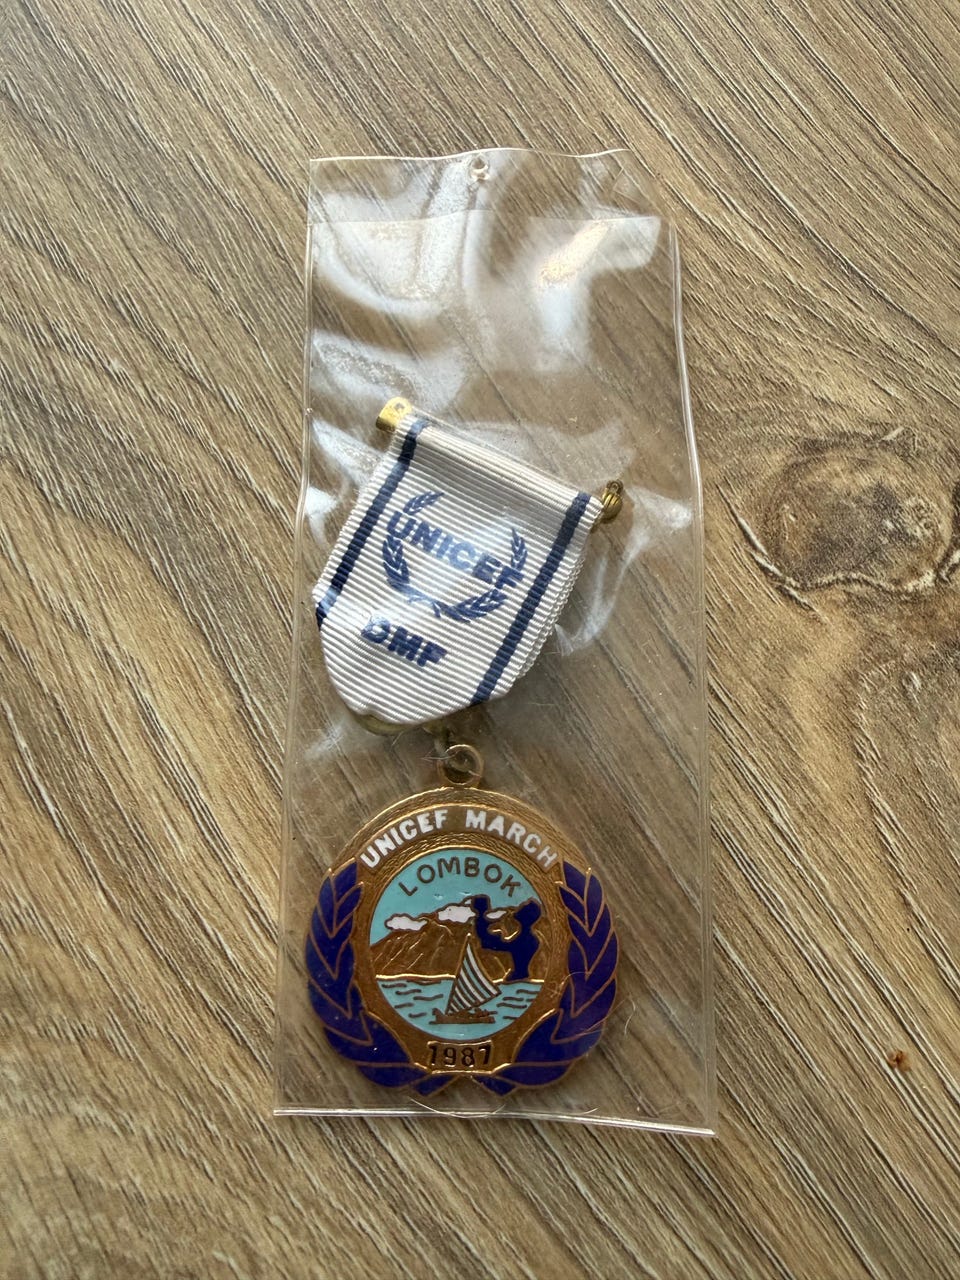 UNICEF
DMF
UNICEF MARCH
LOMBOK
1987